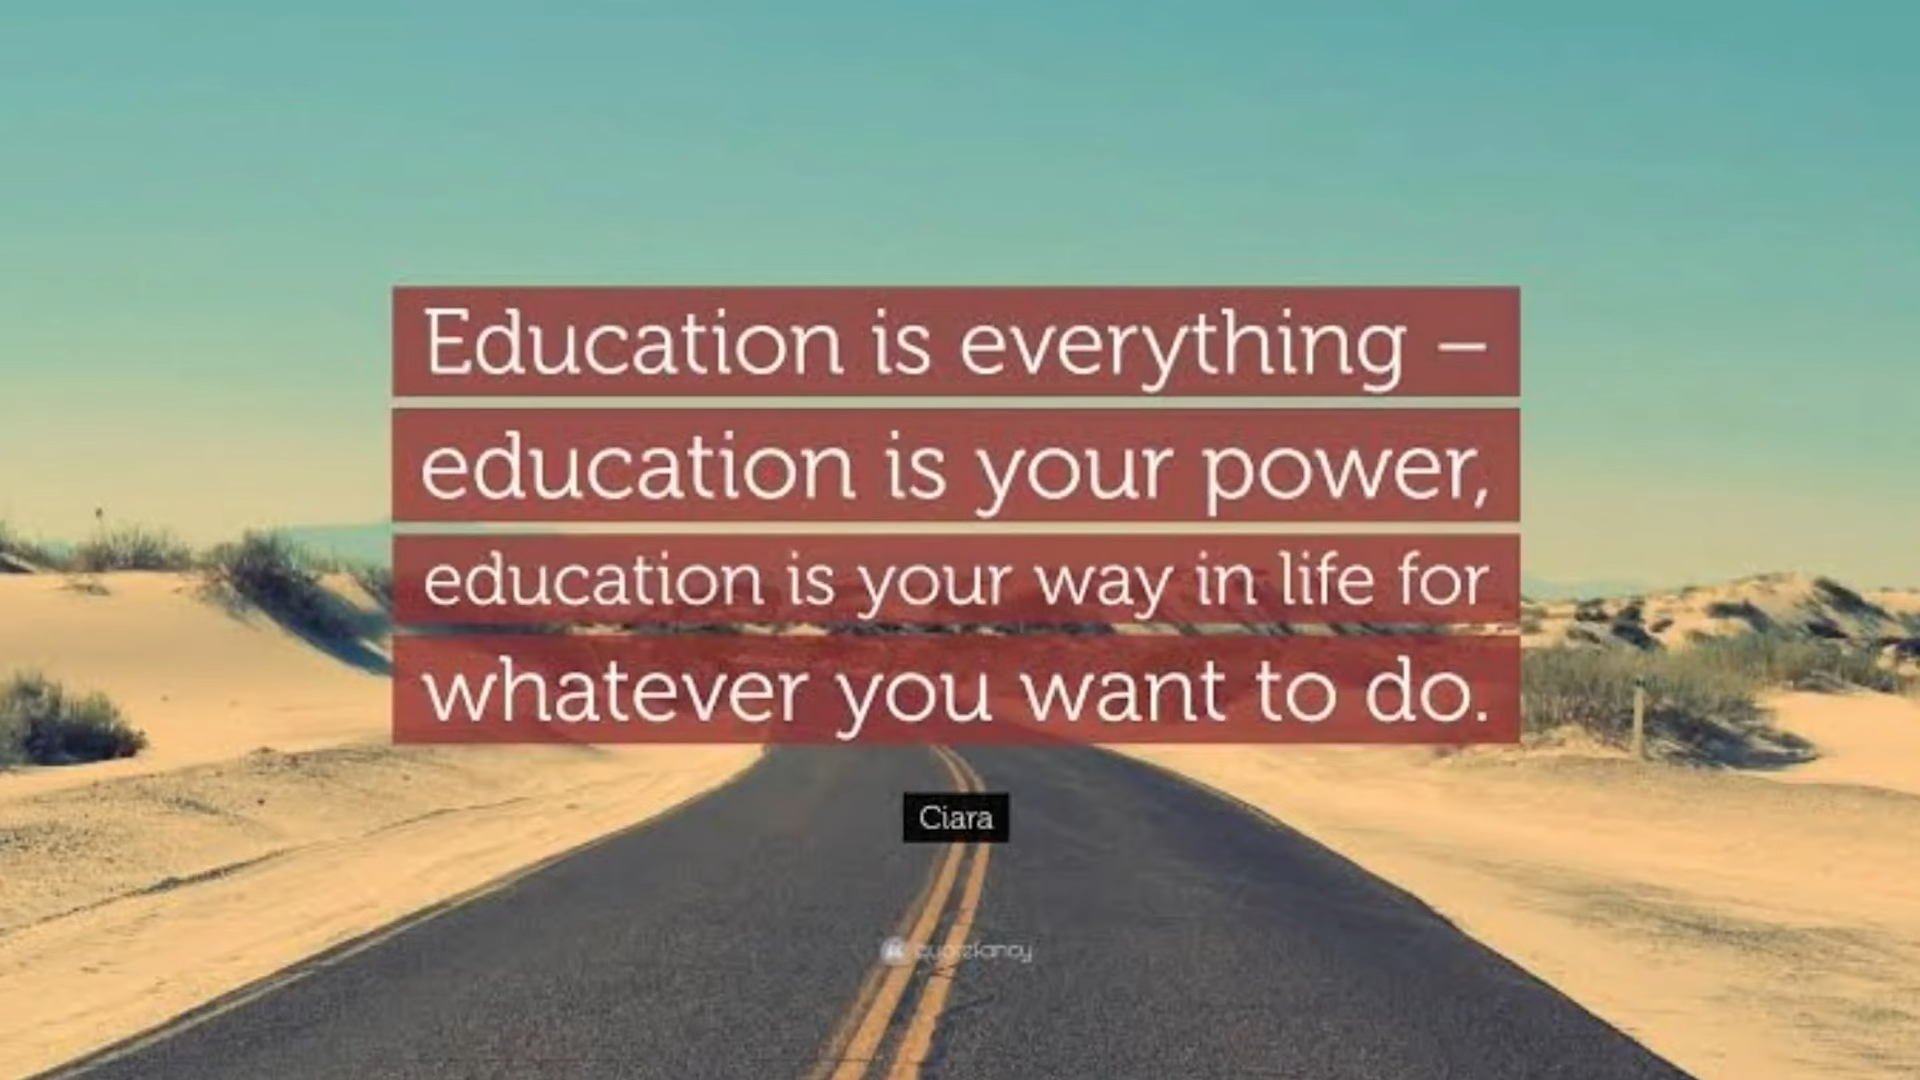 Education is everything –
education is your power,
education is your way in life for
whatever you want to do.
Ciara
quotefancy